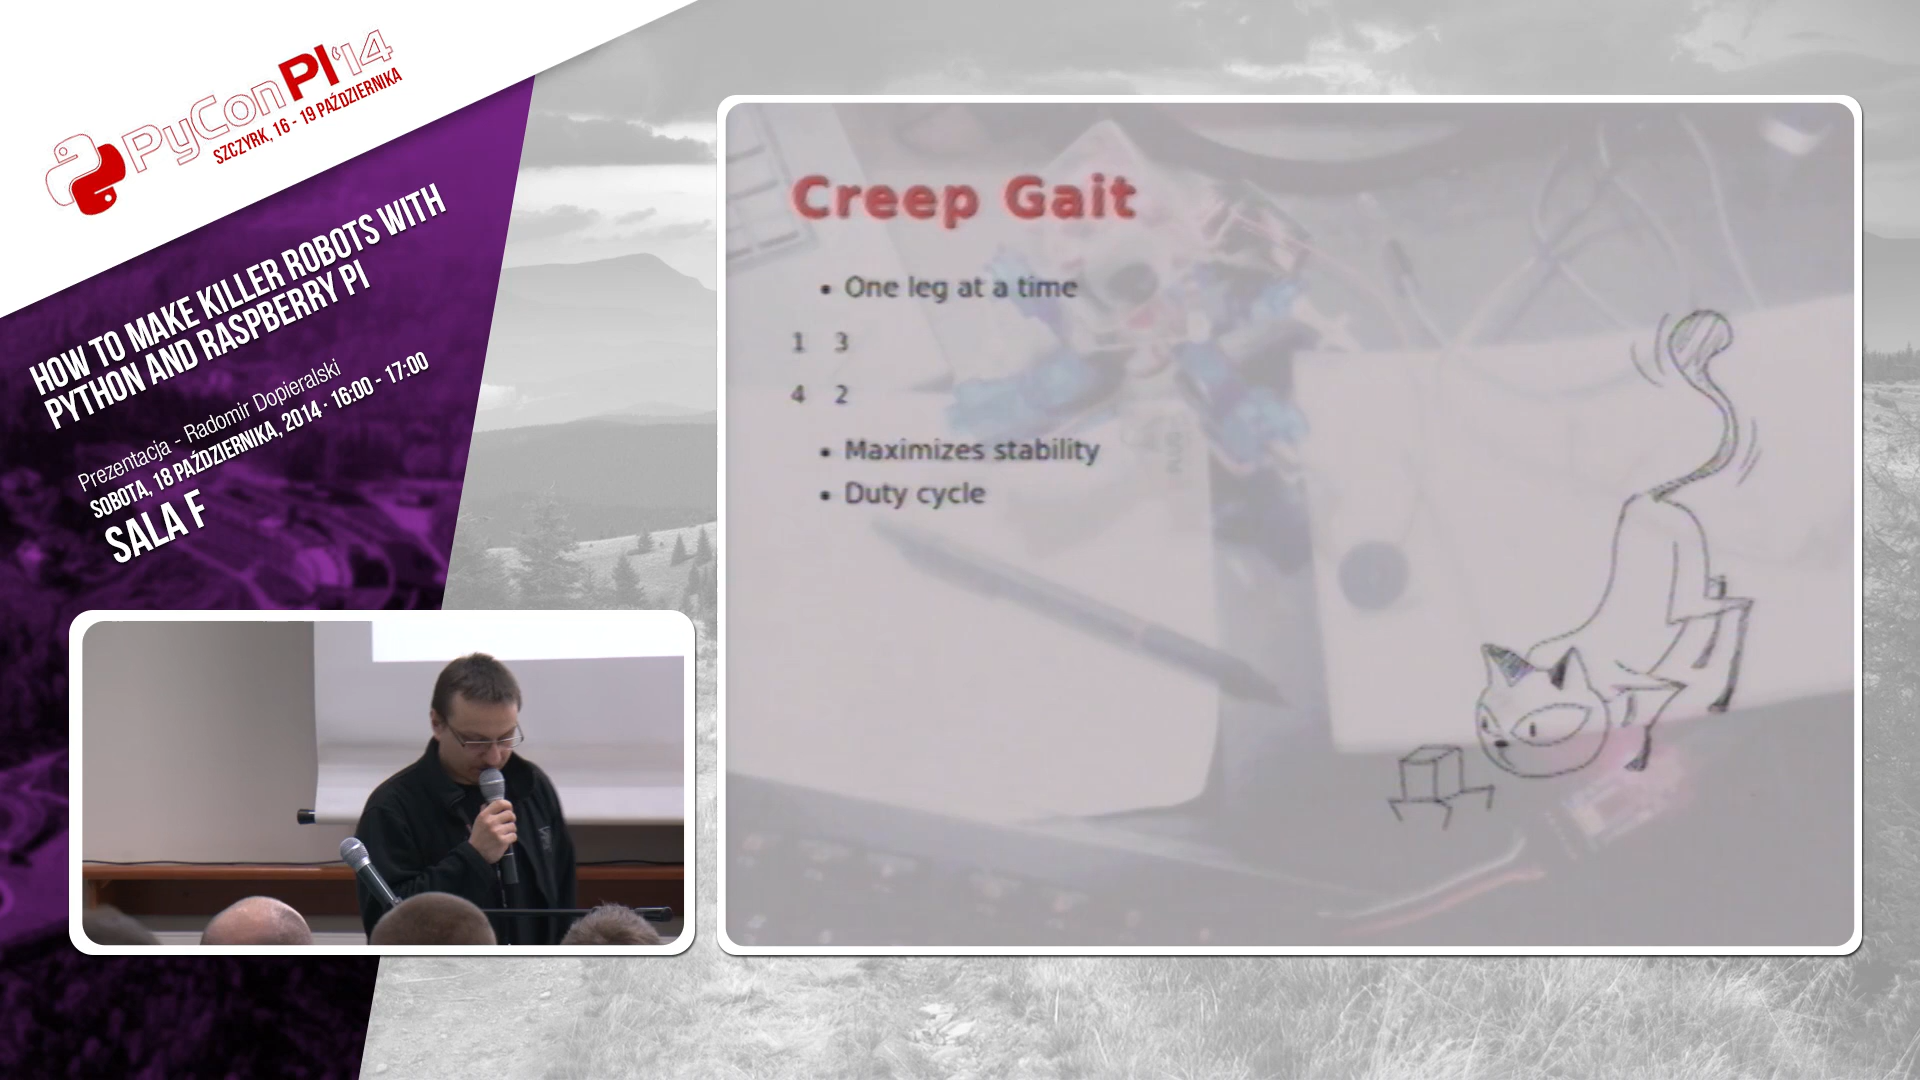 PyConPl'14
SZCZYRK, 16 - 19 PAŹDZIERNIKA
HOW TO MAKE KILLER ROBOTS WITH
PYTHON AND RASPBERRY PI
Prezentacja - Radomir Dopieralski
SOBOTA, 18 PAŹDZIERNIKA, 2014 · 16:00 - 17:00
SALA F
Creep Gait
• One leg at a time
1 3
4 2
• Maximizes stability
• Duty cycle